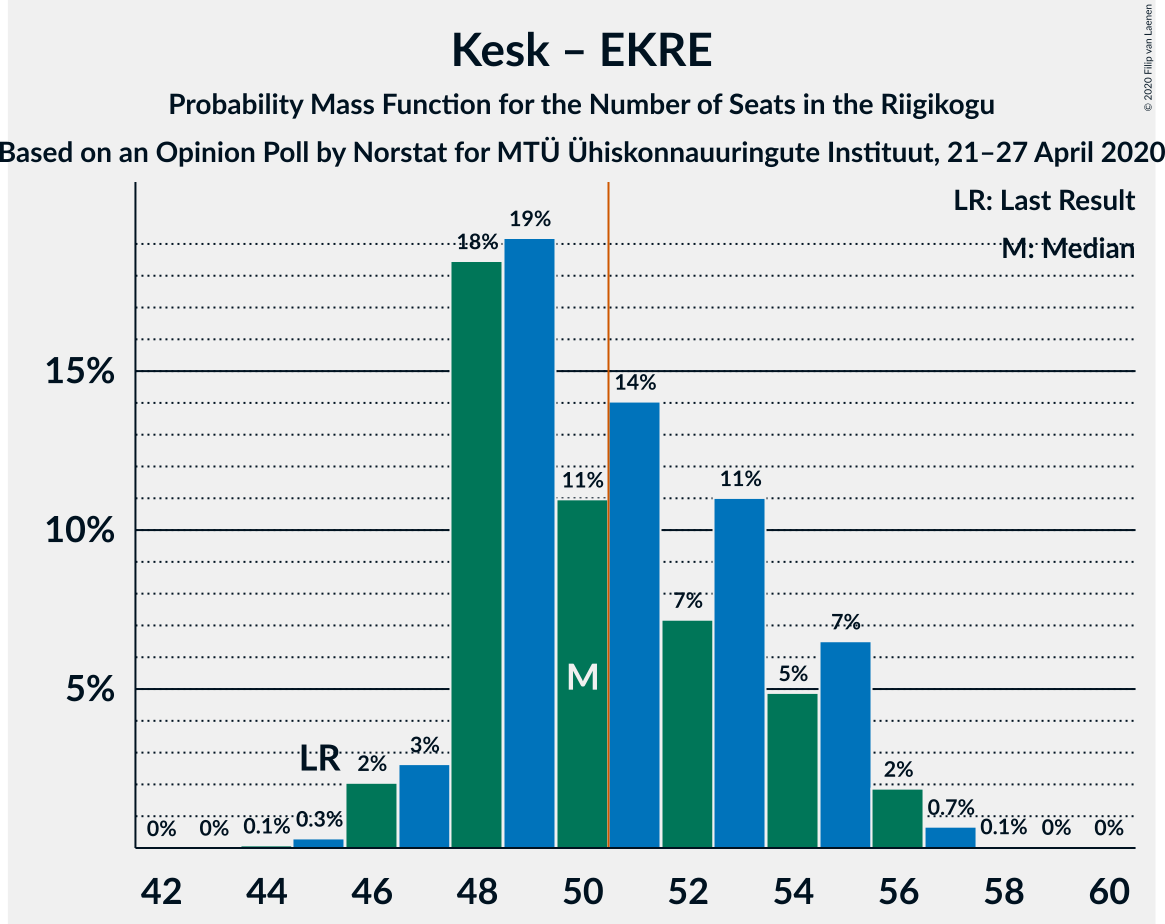 Kesk – EKRE
Probability Mass Function for the Number of Seats in the Riigikogu
Based on an Opinion Poll by Norstat for MTÜ Ühiskonnauuringute Instituut, 21–27 April 2020
© 2020 Filip van Laenen
LR: Last Result
M: Median
15%
10%
5%
0%
0%
0.1%
0.3%
LR
2%
3%
18%
19%
11%
M
14%
7%
11%
5%
7%
2%
0.7%
0.1%
0%
0%
42 44 46 48 50 52 54 56 58 60